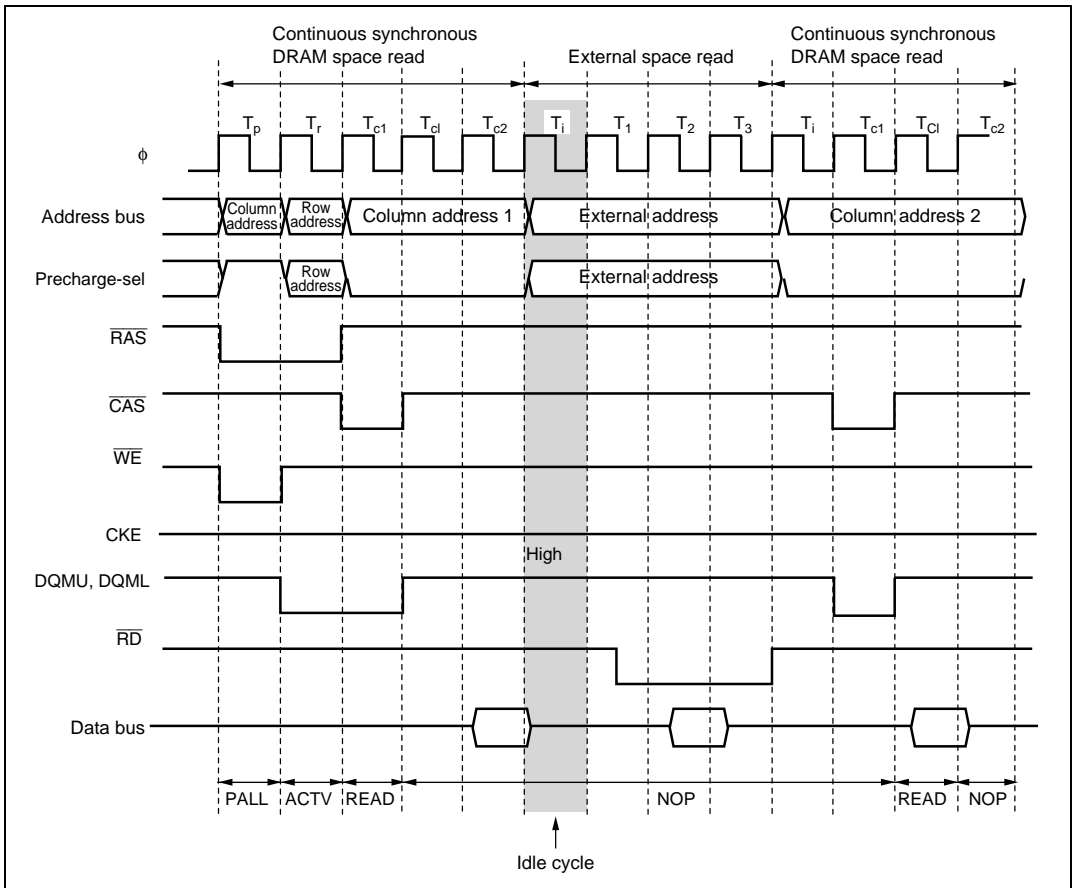 Continuous synchronous
DRAM space read
External space read
Continuous synchronous
DRAM space read
Tp Tr Tc1 Tcl Tc2 Ti T1 T2 T3 Ti Tc1 TCl Tc2
ϕ
Address bus
Column
address
Row
address
Column address 1
External address
Column address 2
Precharge-sel
Row
address
External address
RAS
CAS
WE
CKE
High
DQMU, DQML
RD
Data bus
PALL ACTV READ NOP READ NOP
Idle cycle